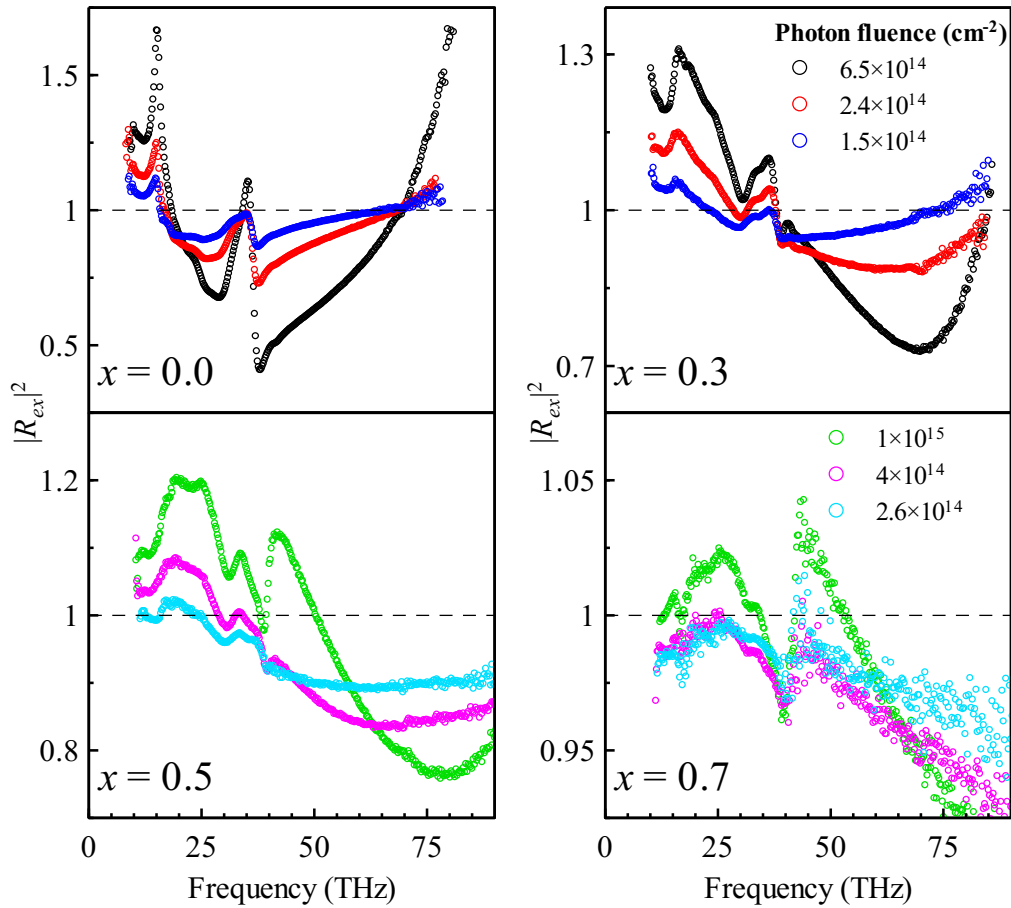 |R_ex|²
1.5
1
0.5
x = 0.0
1.3
1
0.7
x = 0.3
Photon fluence (cm⁻²)
6.5×10¹⁴
2.4×10¹⁴
1.5×10¹⁴
|R_ex|²
1.2
1
0.8
x = 0.5
0 25 50 75
Frequency (THz)
1.05
1
0.95
x = 0.7
1×10¹⁵
4×10¹⁴
2.6×10¹⁴
0 25 50 75
Frequency (THz)